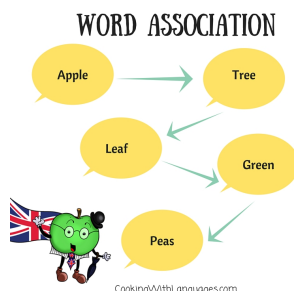 WORD ASSOCIATION
Apple
Tree
Leaf
Green
Peas
CookingWithLanguages.com